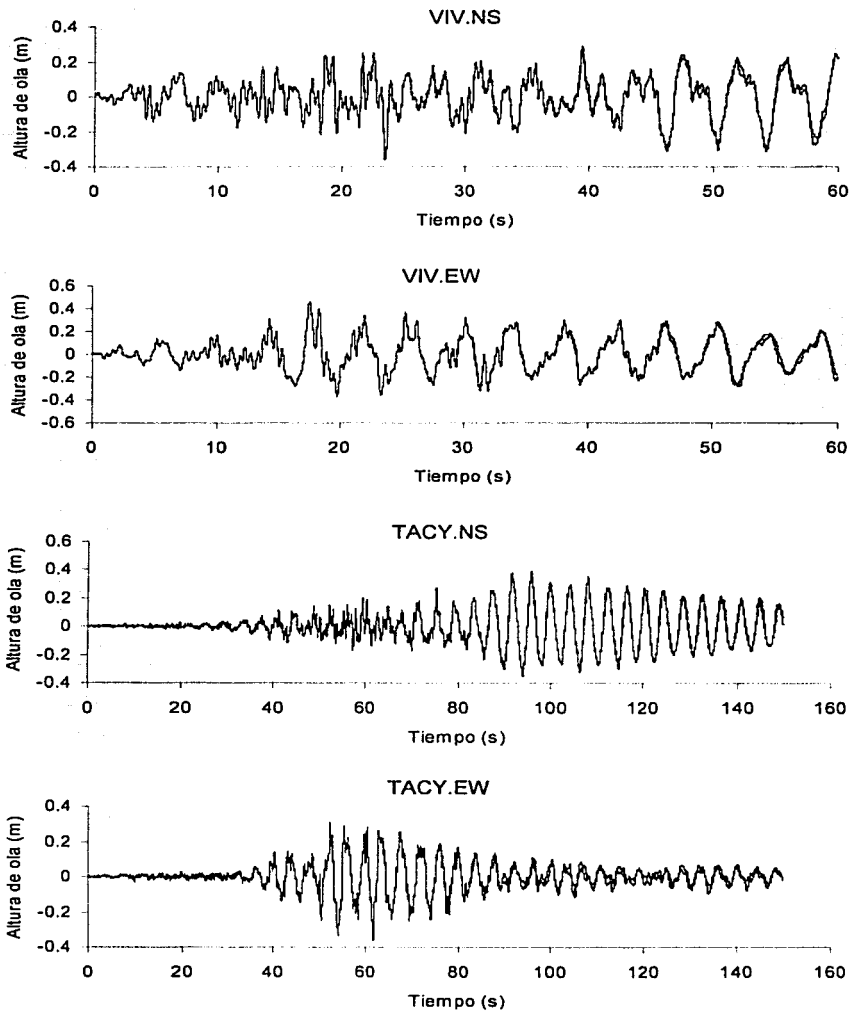 VIV.NS
Altura de ola (m)
0.4
0.2
0
-0.2
-0.4
0 10 20 30 40 50 60
Tiempo (s)
VIV.EW
Altura de ola (m)
0.6
0.4
0.2
0
-0.2
-0.4
-0.6
0 10 20 30 40 50 60
Tiempo (s)
TACY.NS
Altura de ola (m)
0.6
0.4
0.2
0
-0.2
-0.4
0 20 40 60 80 100 120 140 160
Tiempo (s)
TACY.EW
Altura de ola (m)
0.4
0.2
0
-0.2
-0.4
0 20 40 60 80 100 120 140 160
Tiempo (s)